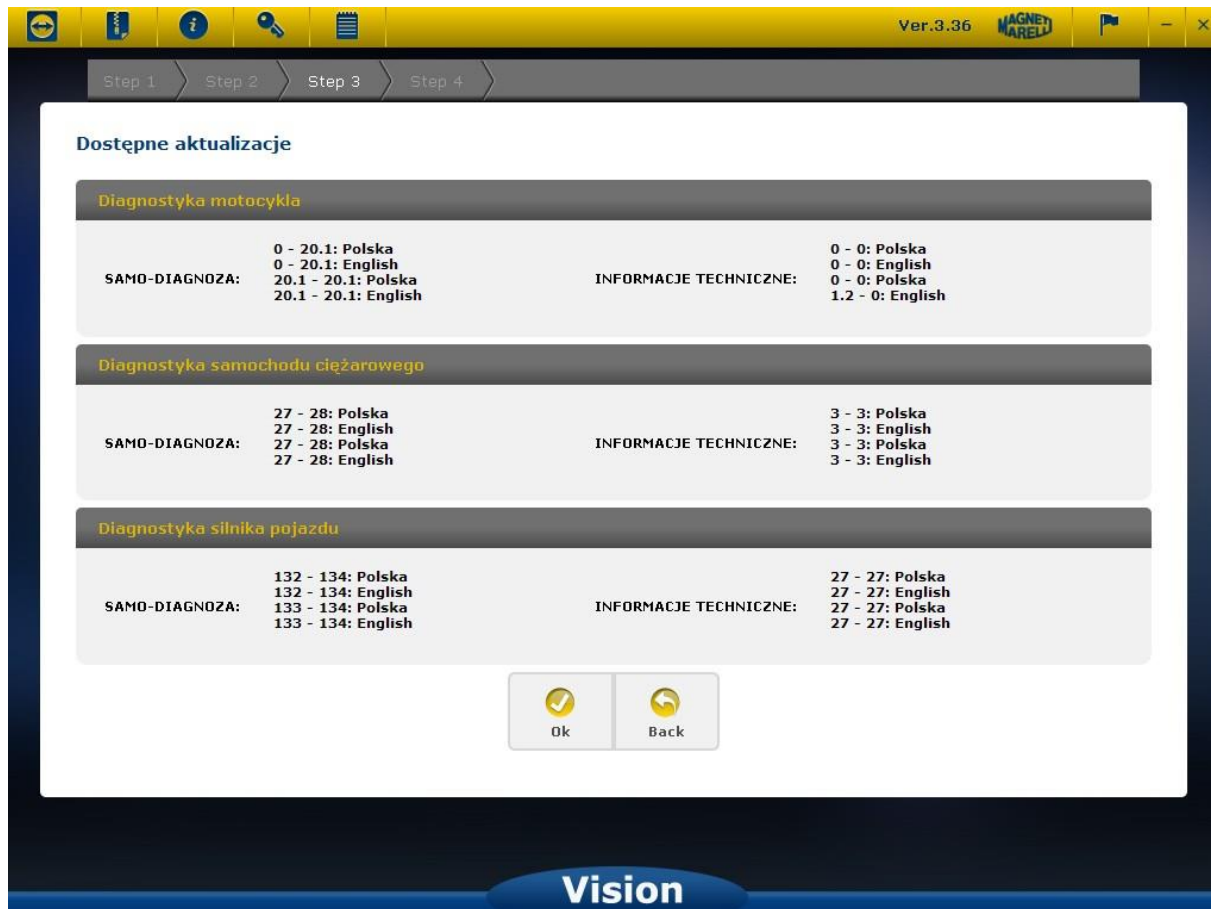 Ver.3.36
MAGNETI
MARELLI
Step 1
Step 2
Step 3
Step 4
Dostępne aktualizacje
Diagnostyka motocykla
SAMO-DIAGNOZA:
0 - 20.1: Polska
0 - 20.1: English
20.1 - 20.1: Polska
20.1 - 20.1: English
INFORMACJE TECHNICZNE:
0 - 0: Polska
0 - 0: English
0 - 0: Polska
1.2 - 0: English
Diagnostyka samochodu ciężarowego
SAMO-DIAGNOZA:
27 - 28: Polska
27 - 28: English
27 - 28: Polska
27 - 28: English
INFORMACJE TECHNICZNE:
3 - 3: Polska
3 - 3: English
3 - 3: Polska
3 - 3: English
Diagnostyka silnika pojazdu
SAMO-DIAGNOZA:
132 - 134: Polska
132 - 134: English
133 - 134: Polska
133 - 134: English
INFORMACJE TECHNICZNE:
27 - 27: Polska
27 - 27: English
27 - 27: Polska
27 - 27: English
Ok
Back
Vision